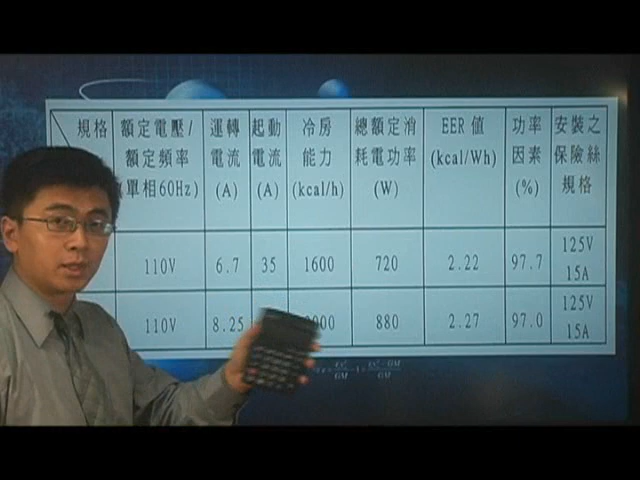 規格 額定電壓/ 運轉 起動 冷房 總額定消 EER 值 功率 安裝之
額定頻率 電流 電流 能力 耗電功率 (kcal/Wh) 因素 保險絲
單相60Hz) (A) (A) (kcal/h) (W) (%) 規格
110V 6.7 35 1600 720 2.22 97.7 125V
15A
110V 8.25 000 880 2.27 97.0 125V
15A